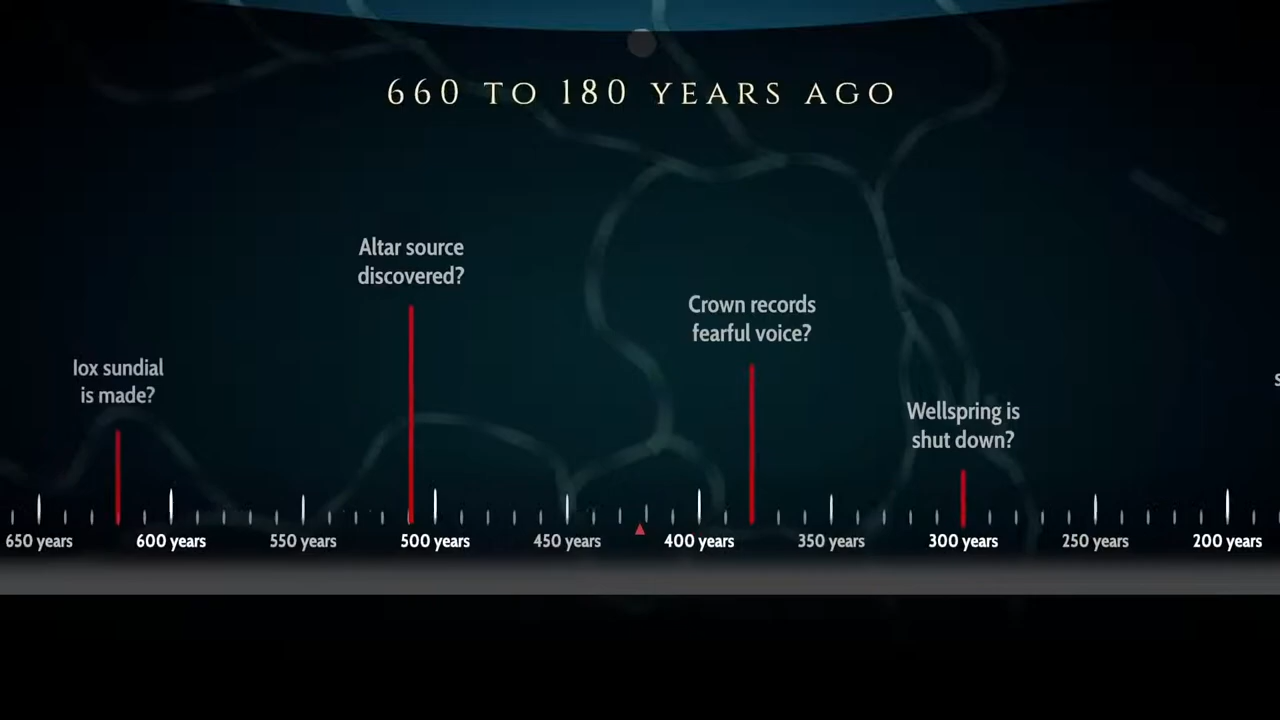 660 TO 180 YEARS AGO
Altar source
discovered?
Crown records
fearful voice?
Iox sundial
is made?
Wellspring is
shut down?
650 years
600 years
550 years
500 years
450 years
400 years
350 years
300 years
250 years
200 years